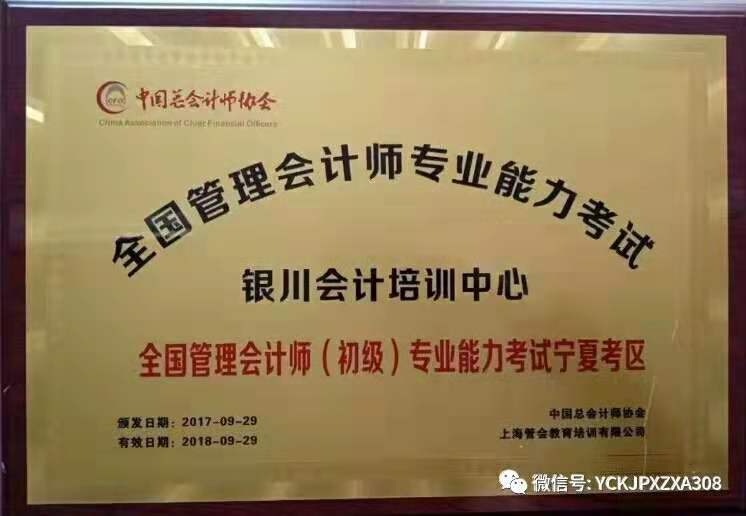 中国总会计师协会
China Association of Chief Financial Officers
全国管理会计师专业能力考试
银川会计培训中心
全国管理会计师（初级）专业能力考试宁夏考区
颁发日期：2017-09-29
有效日期：2018-09-29
中国总会计师协会
上海管会教育培训有限公司
微信号: YCKJPXZXA308